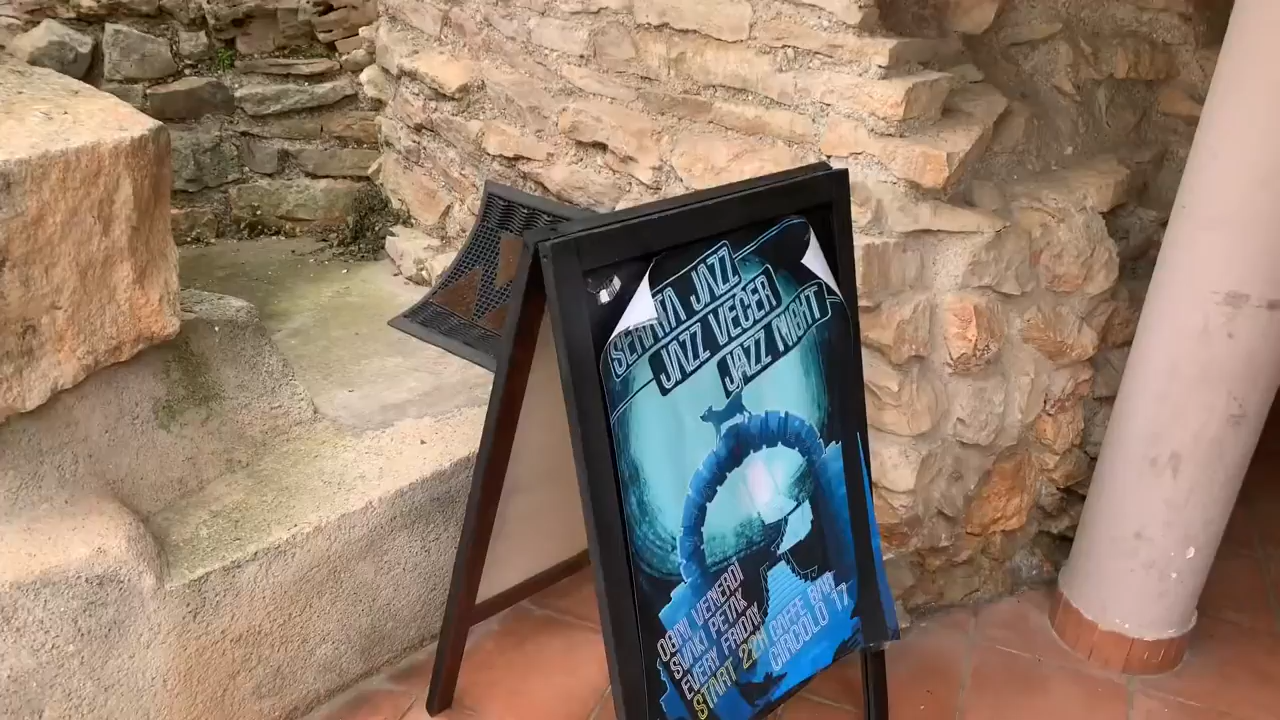 SERATA JAZZ
JAZZ VEČER
JAZZ NIGHT
OGNI VENERDI
SVAKI PETAK
EVERY FRIDAY
START 22H
CAFFE BAR
CIRCOLO 17